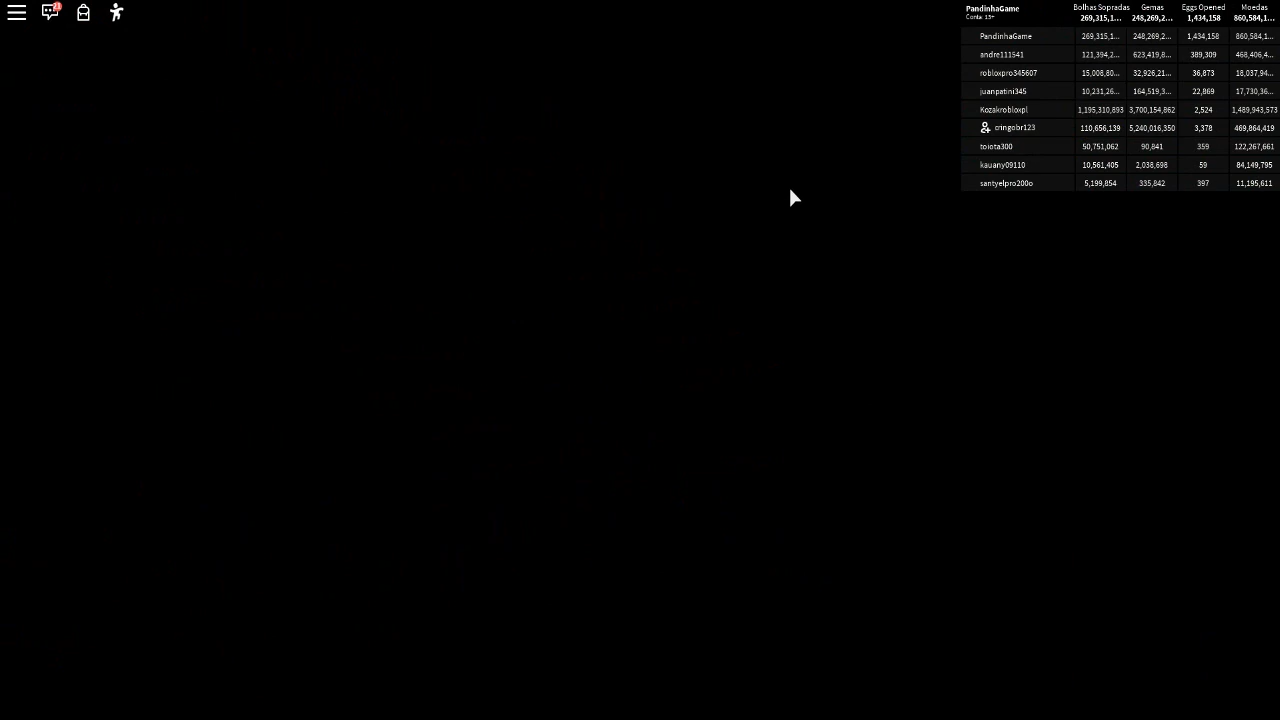 21
PandinhaGame Bolhas Sopradas Gemas Eggs Opened Moedas
Conta: 13+ 269,315,1... 248,269,2... 1,434,158 860,584,1...
PandinhaGame 269,315,1... 248,269,2... 1,434,158 860,584,1...
andre111541 121,394,2... 623,419,8... 389,309 468,406,4...
robloxpro345607 15,008,80... 32,926,21... 36,873 18,037,94...
juanpatini345 10,231,26... 164,519,3... 22,869 17,730,36...
Kozakrobloxpl 1,195,310,893 3,700,154,862 2,524 1,489,943,573
cringobr123 110,656,139 5,240,016,350 3,378 469,864,419
toiota300 50,751,062 90,841 359 122,267,661
kauany09110 10,561,405 2,038,698 59 84,149,795
santyelpro200o 5,199,854 335,842 397 11,195,611